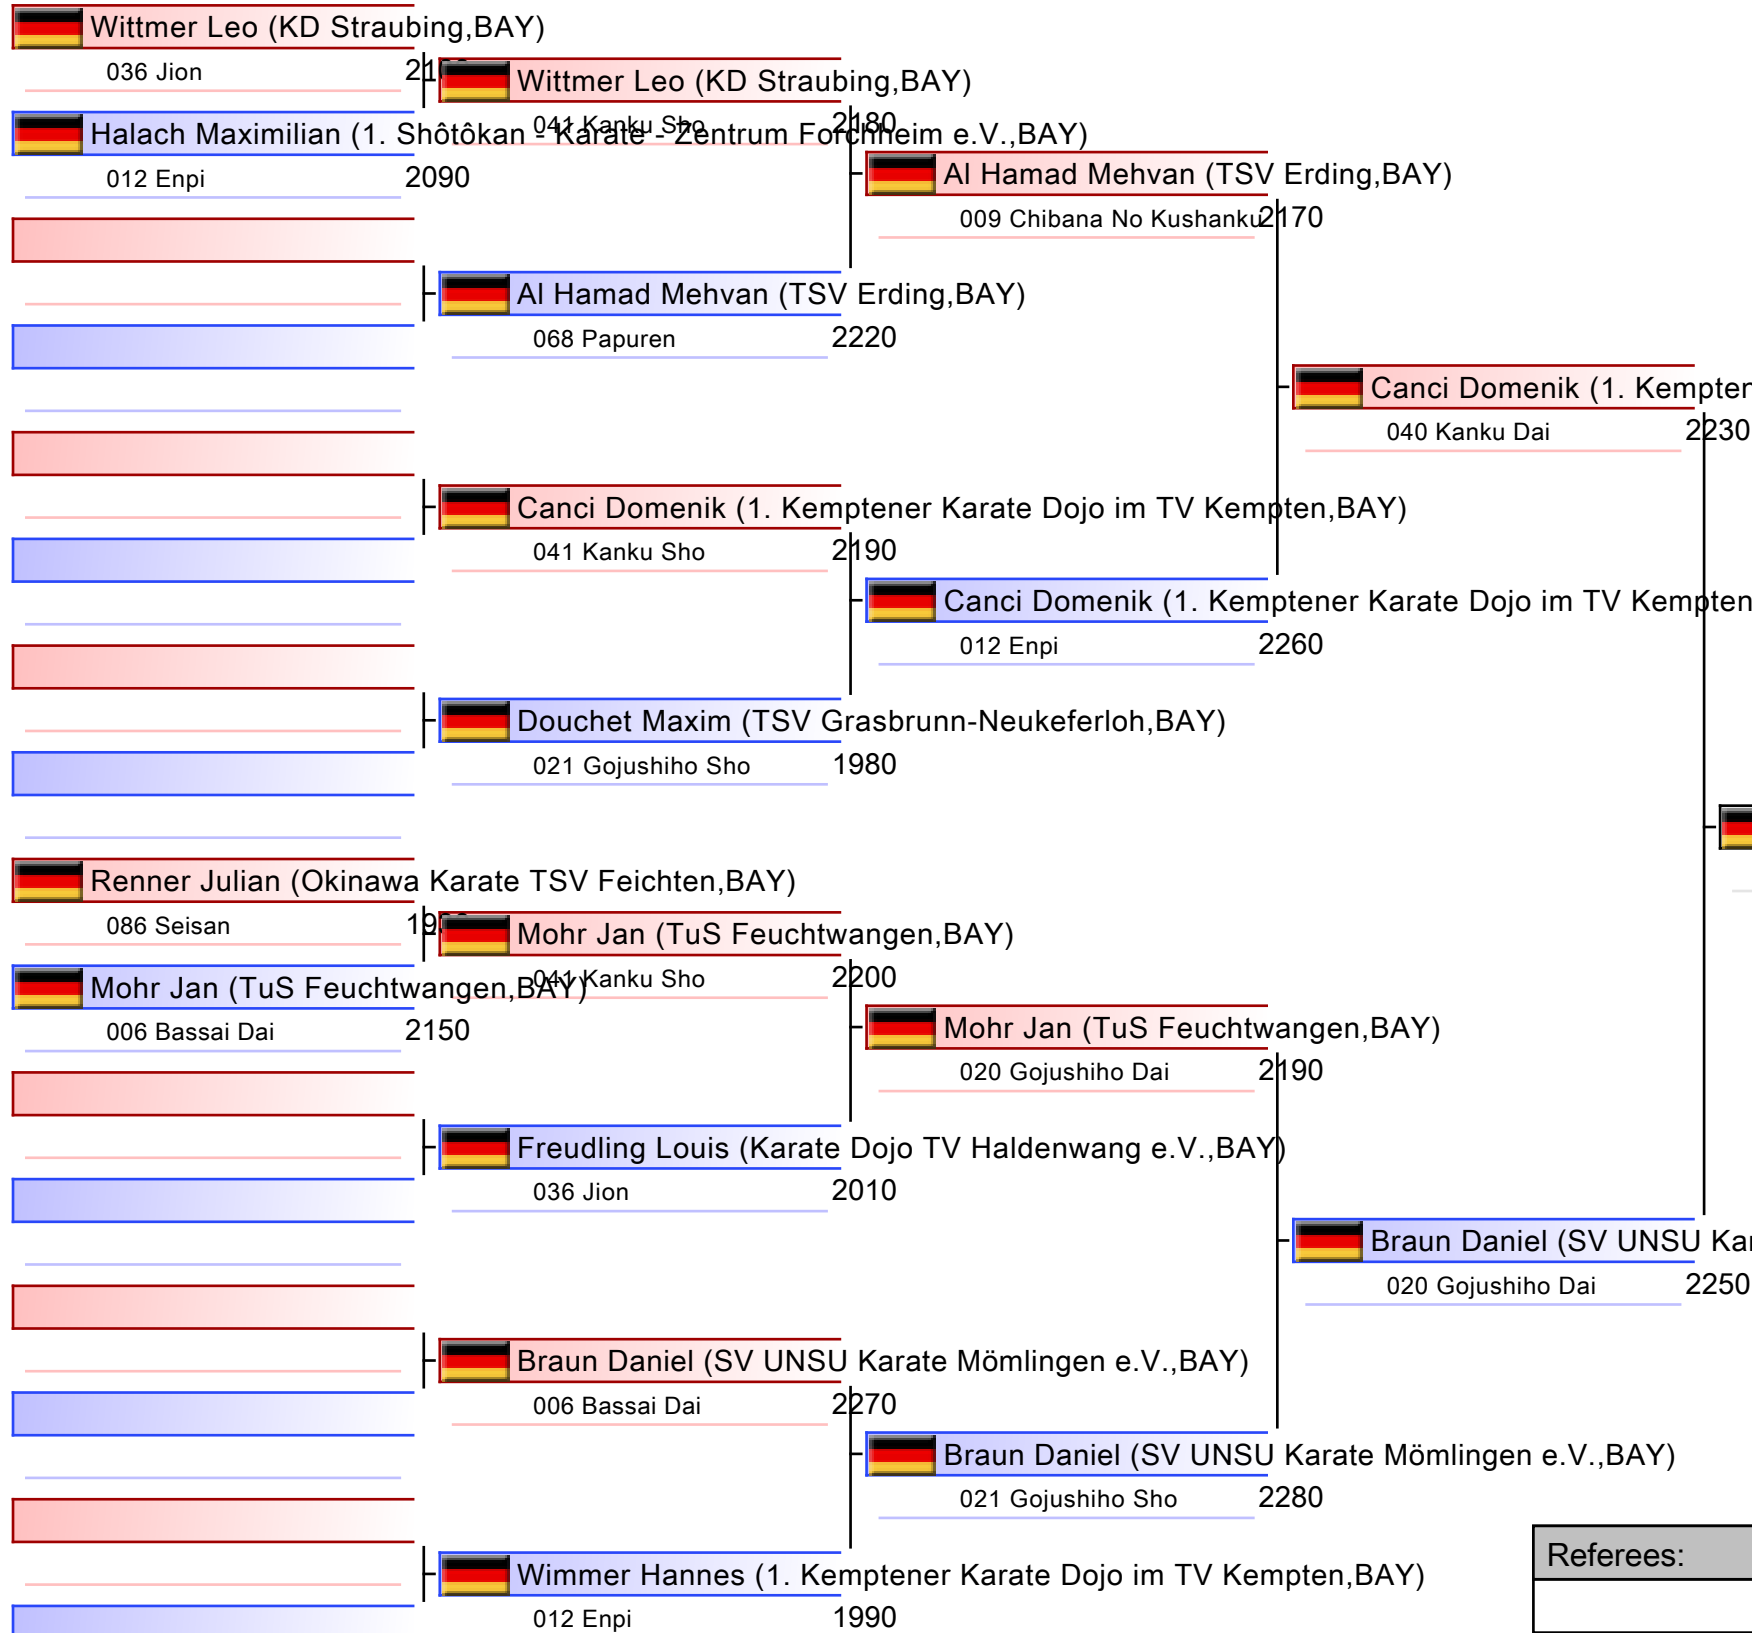 Wittmer Leo (KD Straubing,BAY)
036 Jion
Halach Maximilian (1. Shôtôkan - Karate - Zentrum Forchheim e.V.,BAY)
012 Enpi 2090
Wittmer Leo (KD Straubing,BAY)
041 Kanku Sho 2180
Al Hamad Mehvan (TSV Erding,BAY)
068 Papuren 2220
Al Hamad Mehvan (TSV Erding,BAY)
009 Chibana No Kushanku 2170
Canci Domenik (1. Kemptener Karate Dojo im TV Kempten,BAY)
041 Kanku Sho 2190
Douchet Maxim (TSV Grasbrunn-Neukeferloh,BAY)
021 Gojushiho Sho 1980
Canci Domenik (1. Kemptener Karate Dojo im TV Kempten
012 Enpi 2260
Canci Domenik (1. Kempten
040 Kanku Dai 2230
Renner Julian (Okinawa Karate TSV Feichten,BAY)
086 Seisan
Mohr Jan (TuS Feuchtwangen,BAY)
006 Bassai Dai 2150
Mohr Jan (TuS Feuchtwangen,BAY)
041 Kanku Sho 2200
Freudling Louis (Karate Dojo TV Haldenwang e.V.,BAY)
036 Jion 2010
Mohr Jan (TuS Feuchtwangen,BAY)
020 Gojushiho Dai 2190
Braun Daniel (SV UNSU Karate Mömlingen e.V.,BAY)
006 Bassai Dai 2270
Wimmer Hannes (1. Kemptener Karate Dojo im TV Kempten,BAY)
012 Enpi 1990
Braun Daniel (SV UNSU Karate Mömlingen e.V.,BAY)
021 Gojushiho Sho 2280
Braun Daniel (SV UNSU Kar
020 Gojushiho Dai 2250
Referees: